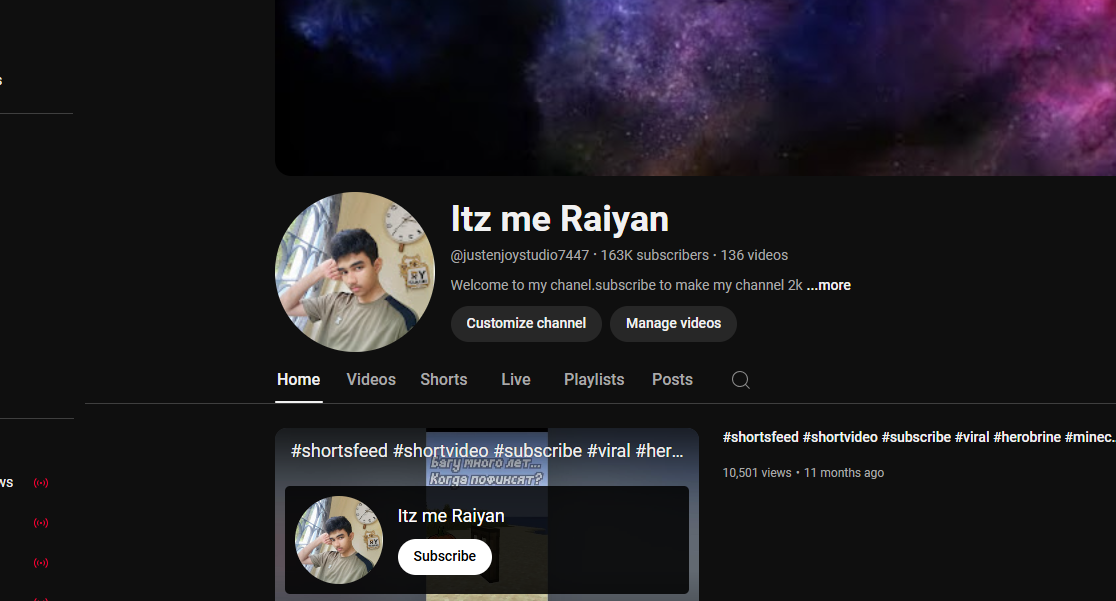 s
Itz me Raiyan
@justenjoystudio7447 · 163K subscribers · 136 videos
Welcome to my chanel.subscribe to make my channel 2k ...more
Customize channel
Manage videos
Home
Videos
Shorts
Live
Playlists
Posts
#shortsfeed #shortvideo #subscribe #viral #her...
Багу много лет...
Когда пофиксят?
Itz me Raiyan
Subscribe
#shortsfeed #shortvideo #subscribe #viral #herobrine #minec...
10,501 views • 11 months ago
ws
RY